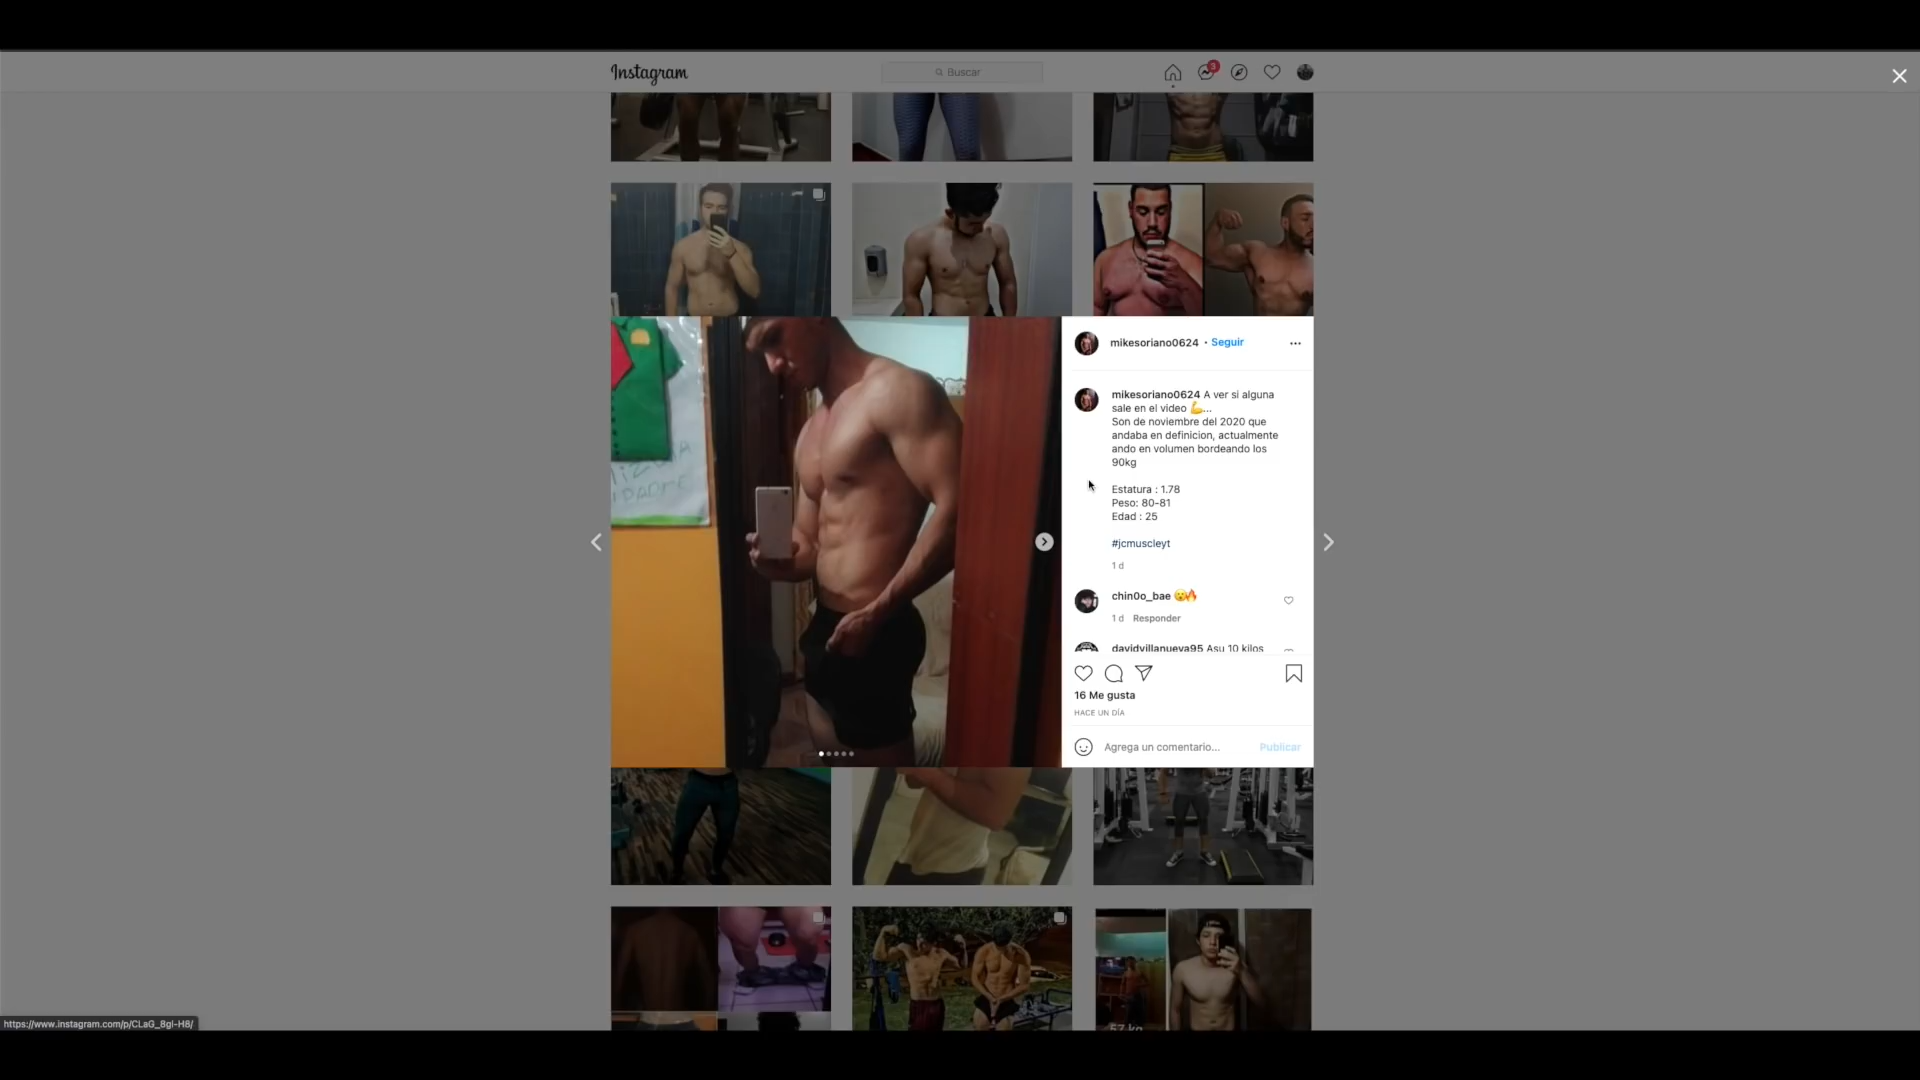 Instagram
Buscar
3
mikesoriano0624 • Seguir
mikesoriano0624 A ver si alguna
sale en el video 💪...
Son de noviembre del 2020 que
andaba en definicion, actualmente
ando en volumen bordeando los
90kg
Estatura : 1.78
Peso: 80-81
Edad : 25
#jcmuscleyt
1 d
chin0o_bae 😮🔥
1 d Responder
davidvillanueva95 Asu 10 kilos
16 Me gusta
HACE UN DÍA
Agrega un comentario...
Publicar
57 kg
https://www.instagram.com/p/CLaG_8gl-H8/